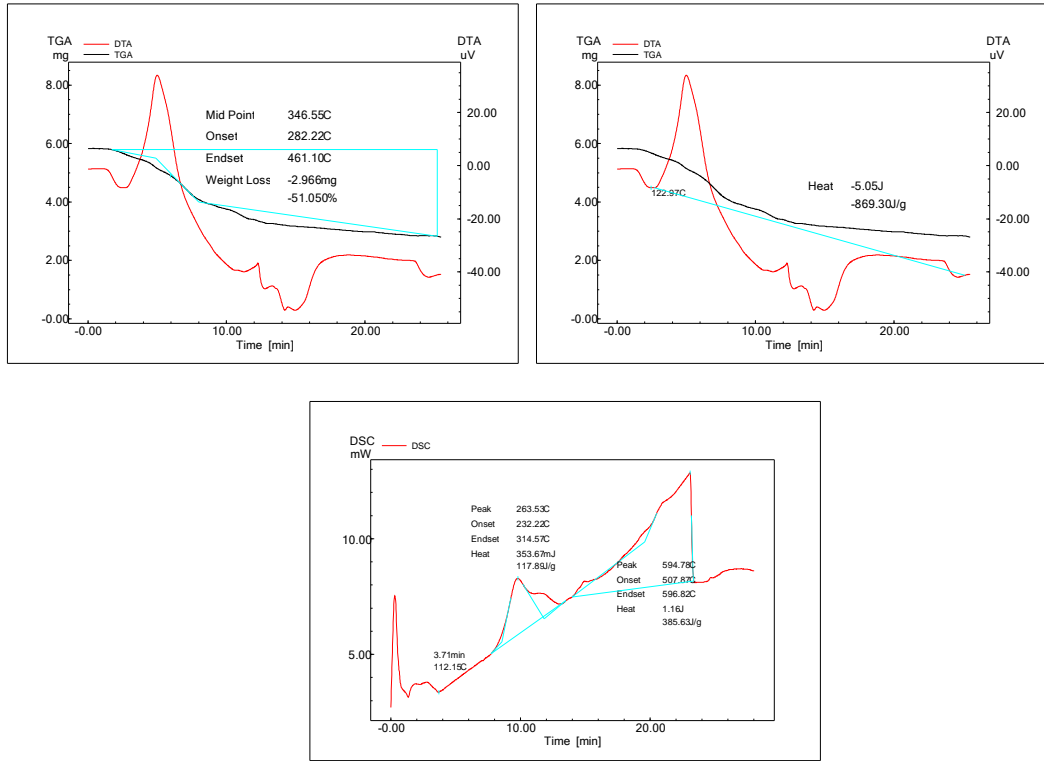 TGA
mg
DTA
TGA
DTA
uV
8.00
6.00
4.00
2.00
-0.00
20.00
0.00
-20.00
-40.00
Mid Point 346.55C
Onset 282.22C
Endset 461.10C
Weight Loss -2.966mg
-51.050%
-0.00 10.00 20.00
Time [min]
TGA
mg
DTA
TGA
DTA
uV
8.00
6.00
4.00
2.00
-0.00
20.00
0.00
-20.00
-40.00
122.97C
Heat -5.05J
-869.30J/g
-0.00 10.00 20.00
Time [min]
DSC
mW
DSC
10.00
5.00
Peak 263.53C
Onset 232.22C
Endset 314.57C
Heat 353.67mJ
117.89J/g
Peak 594.78C
Onset 507.87C
Endset 596.82C
Heat 1.16J
385.63J/g
3.71min
112.15C
-0.00 10.00 20.00
Time [min]